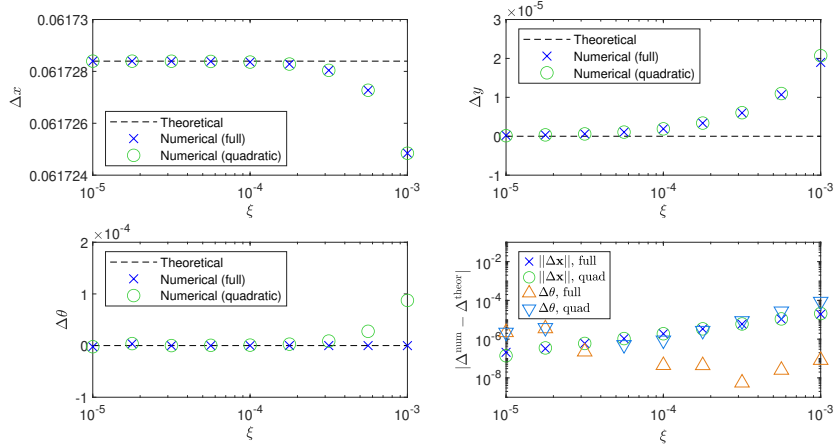 0.06173
0.061728
0.061726
0.061724
Δx
Theoretical
Numerical (full)
Numerical (quadratic)
10^-5
10^-4
10^-3
ξ
×10^-5
3
2
1
0
-1
Δy
Theoretical
Numerical (full)
Numerical (quadratic)
10^-5
10^-4
10^-3
ξ
×10^-4
2
1
0
-1
Δθ
Theoretical
Numerical (full)
Numerical (quadratic)
10^-5
10^-4
10^-3
ξ
10^-2
10^-4
10^-6
10^-8
|Δ^num − Δ^theor|
||Δx||, full
||Δx||, quad
Δθ, full
Δθ, quad
10^-5
10^-4
10^-3
ξ